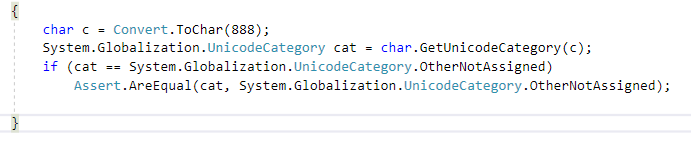 {
char c = Convert.ToChar(888);
System.Globalization.UnicodeCategory cat = char.GetUnicodeCategory(c);
if (cat == System.Globalization.UnicodeCategory.OtherNotAssigned)
Assert.AreEqual(cat, System.Globalization.UnicodeCategory.OtherNotAssigned);
}